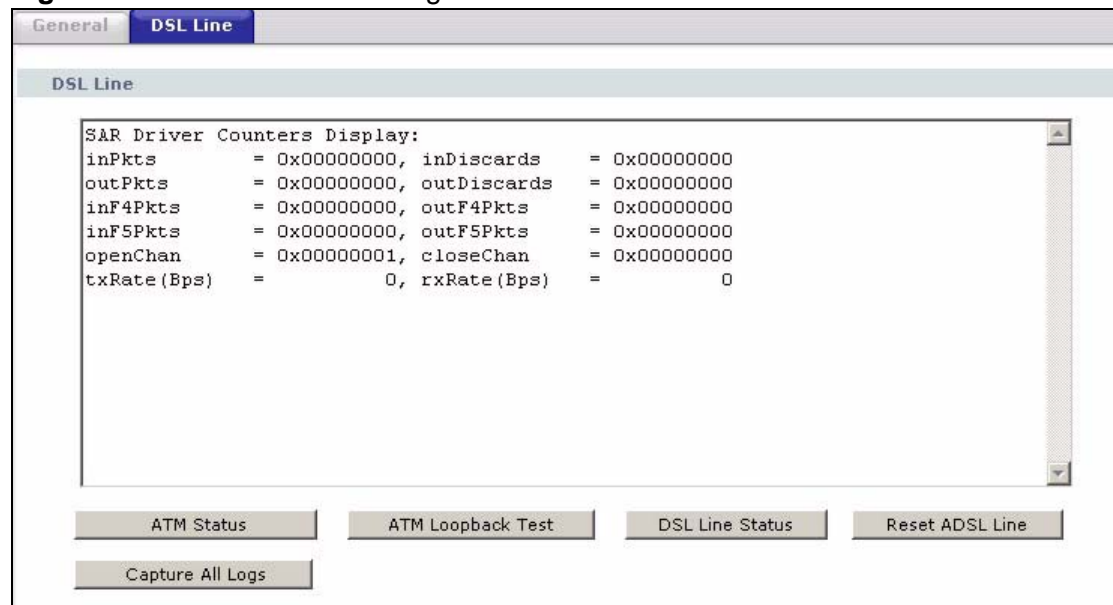 General DSL Line
DSL Line
SAR Driver Counters Display:
inPkts = 0x00000000, inDiscards = 0x00000000
outPkts = 0x00000000, outDiscards = 0x00000000
inF4Pkts = 0x00000000, outF4Pkts = 0x00000000
inF5Pkts = 0x00000000, outF5Pkts = 0x00000000
openChan = 0x00000001, closeChan = 0x00000000
txRate(Bps) = 0, rxRate(Bps) = 0
ATM Status ATM Loopback Test DSL Line Status Reset ADSL Line
Capture All Logs